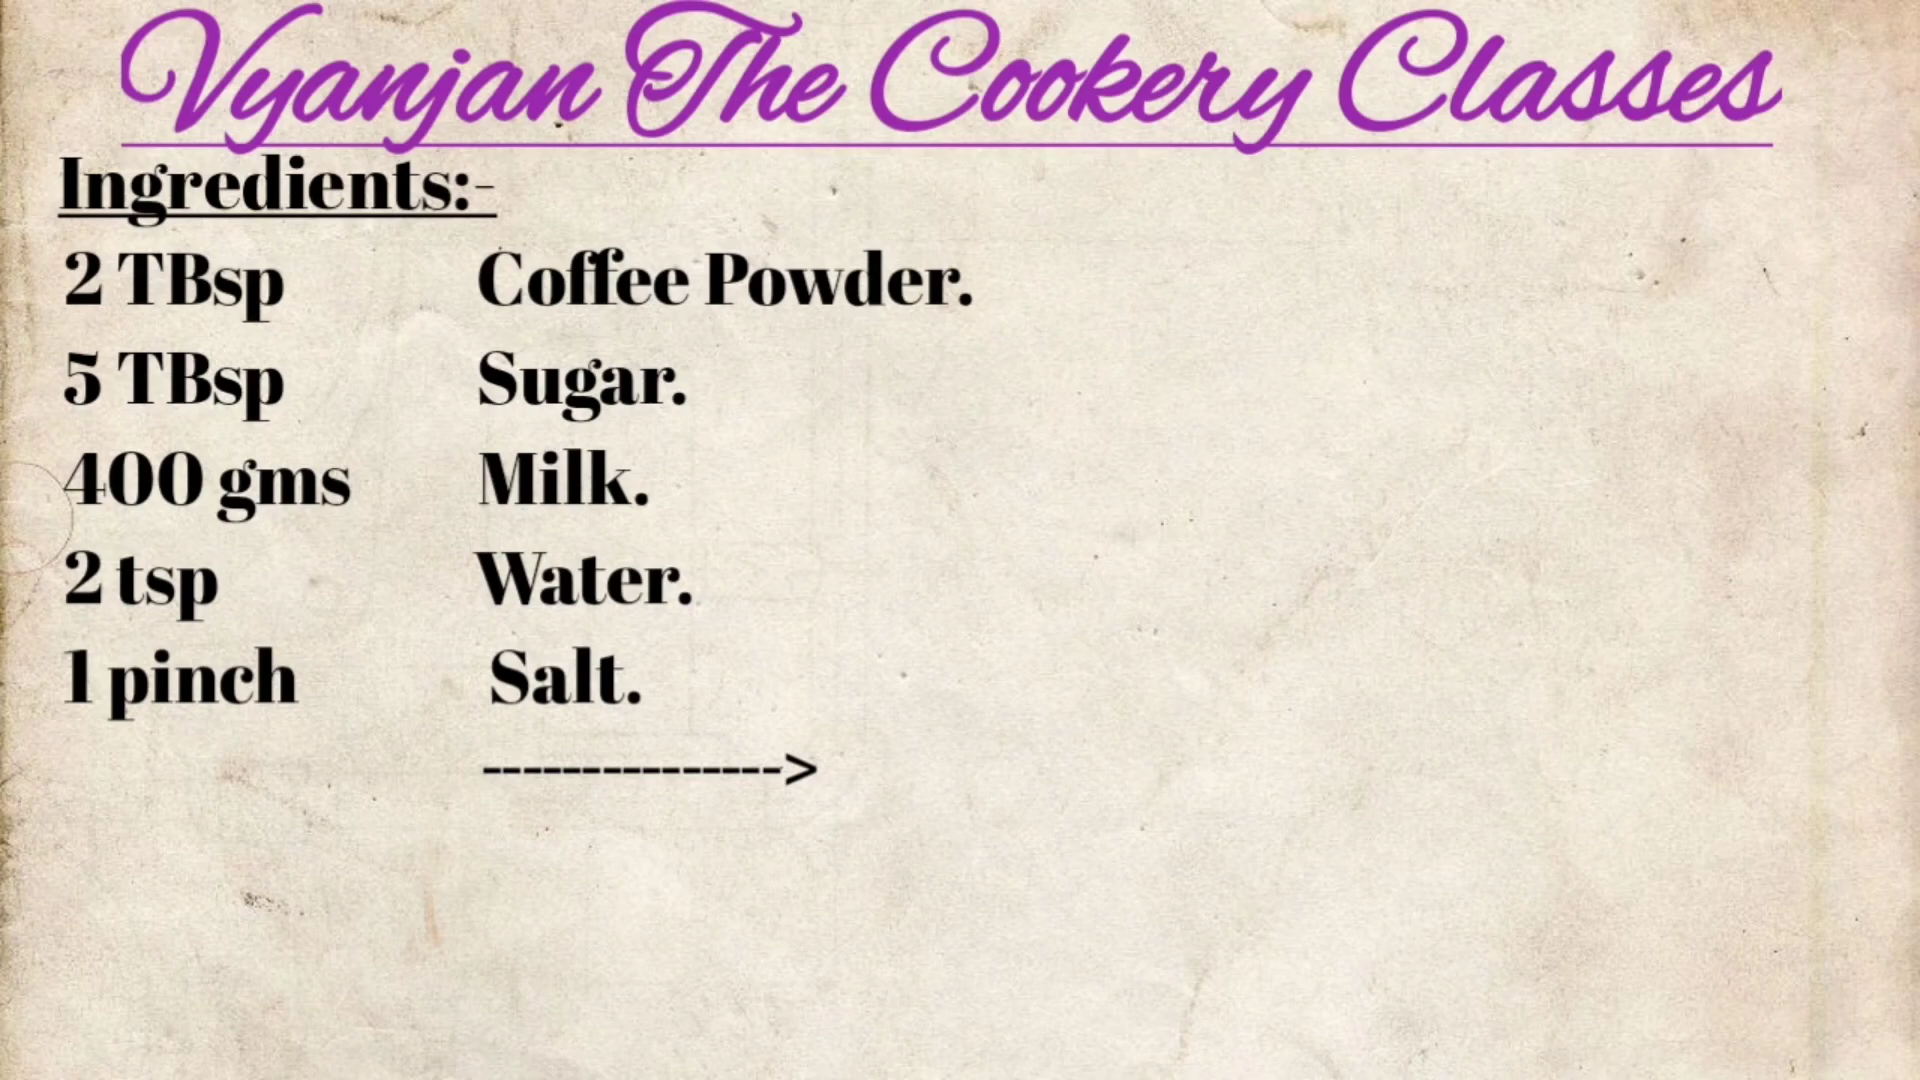 Vyanjan The Cookery Classes
Ingredients:-
2 TBsp Coffee Powder.
5 TBsp Sugar.
400 gms Milk.
2 tsp Water.
1 pinch Salt.
--------------->